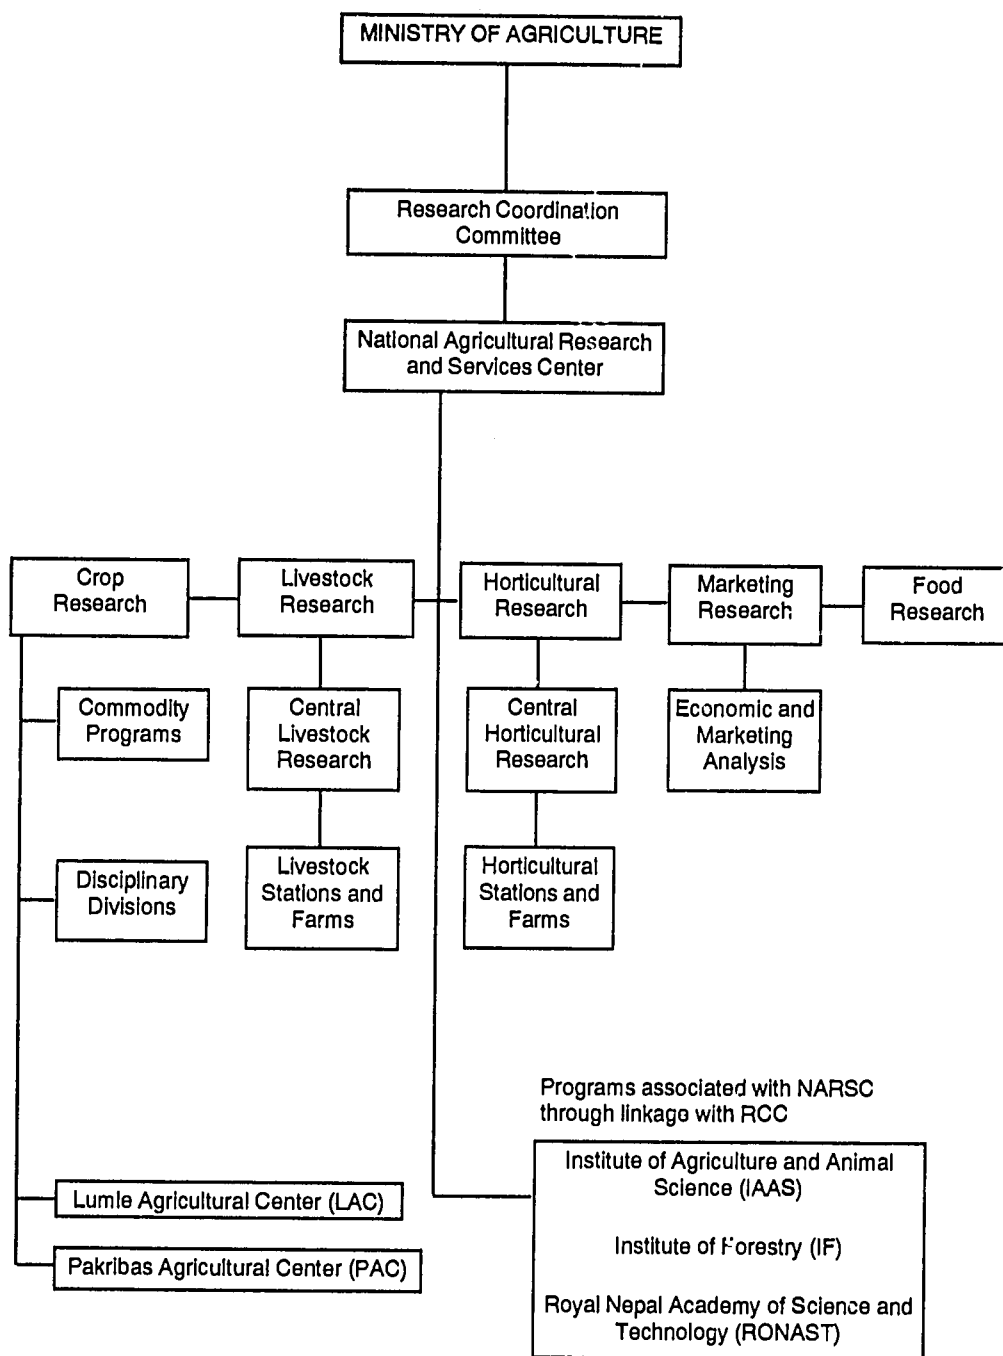 MINISTRY OF AGRICULTURE
Research Coordination
Committee
National Agricultural Research
and Services Center
Crop
Research
Livestock
Research
Horticultural
Research
Marketing
Research
Food
Research
Commodity
Programs
Central
Livestock
Research
Central
Horticultural
Research
Economic and
Marketing
Analysis
Disciplinary
Divisions
Livestock
Stations and
Farms
Horticultural
Stations and
Farms
Programs associated with NARSC
through linkage with RCC
Institute of Agriculture and Animal
Science (IAAS)
Lumle Agricultural Center (LAC)
Institute of Forestry (IF)
Pakribas Agricultural Center (PAC)
Royal Nepal Academy of Science and
Technology (RONAST)